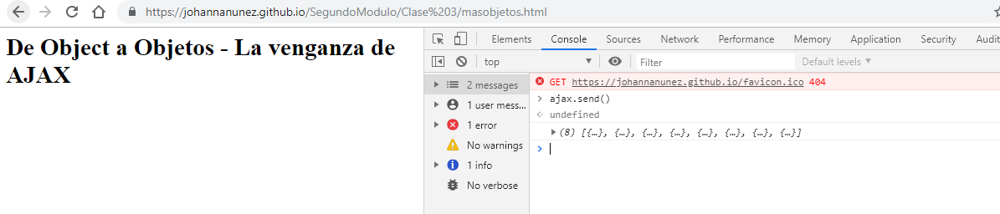 https://johannanunez.github.io/SegundoModulo/Clase%203/masobjetos.html
De Object a Objetos - La venganza de
AJAX
Elements Console Sources Network Performance Memory Application Security Audit
top Filter Default levels
2 messages
1 user mess...
1 error
No warnings
1 info
No verbose
GET https://johannanunez.github.io/favicon.ico 404
ajax.send()
undefined
(8) [{…}, {…}, {…}, {…}, {…}, {…}, {…}, {…}]